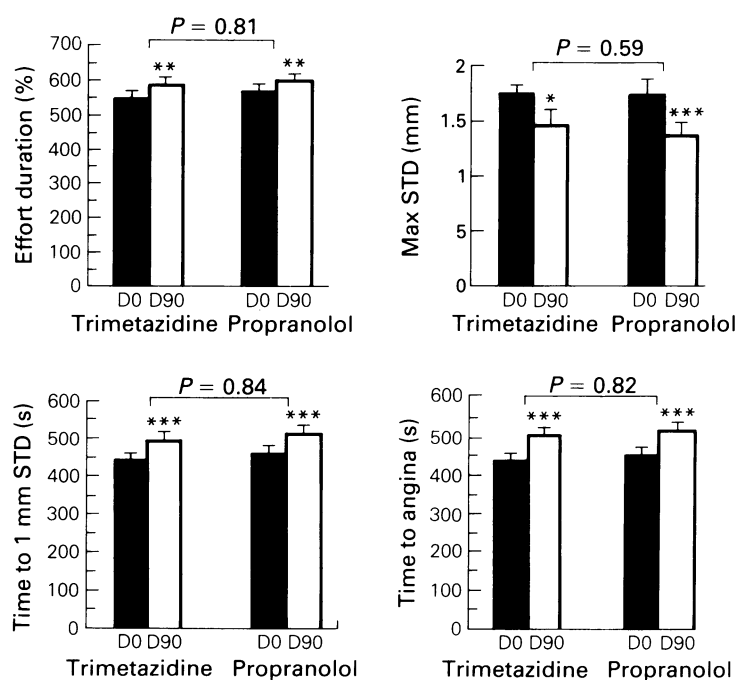 P = 0.81
Effort duration (%)
700
600
500
400
300
200
100
0
** **
D0 D90 D0 D90
Trimetazidine Propranolol
P = 0.59
Max STD (mm)
2
1.5
1
5
0
* ***
D0 D90 D0 D90
Trimetazidine Propranolol
P = 0.84
Time to 1 mm STD (s)
600
500
400
300
200
100
0
*** ***
D0 D90 D0 D90
Trimetazidine Propranolol
P = 0.82
Time to angina (s)
600
500
400
300
200
100
0
*** ***
D0 D90 D0 D90
Trimetazidine Propranolol